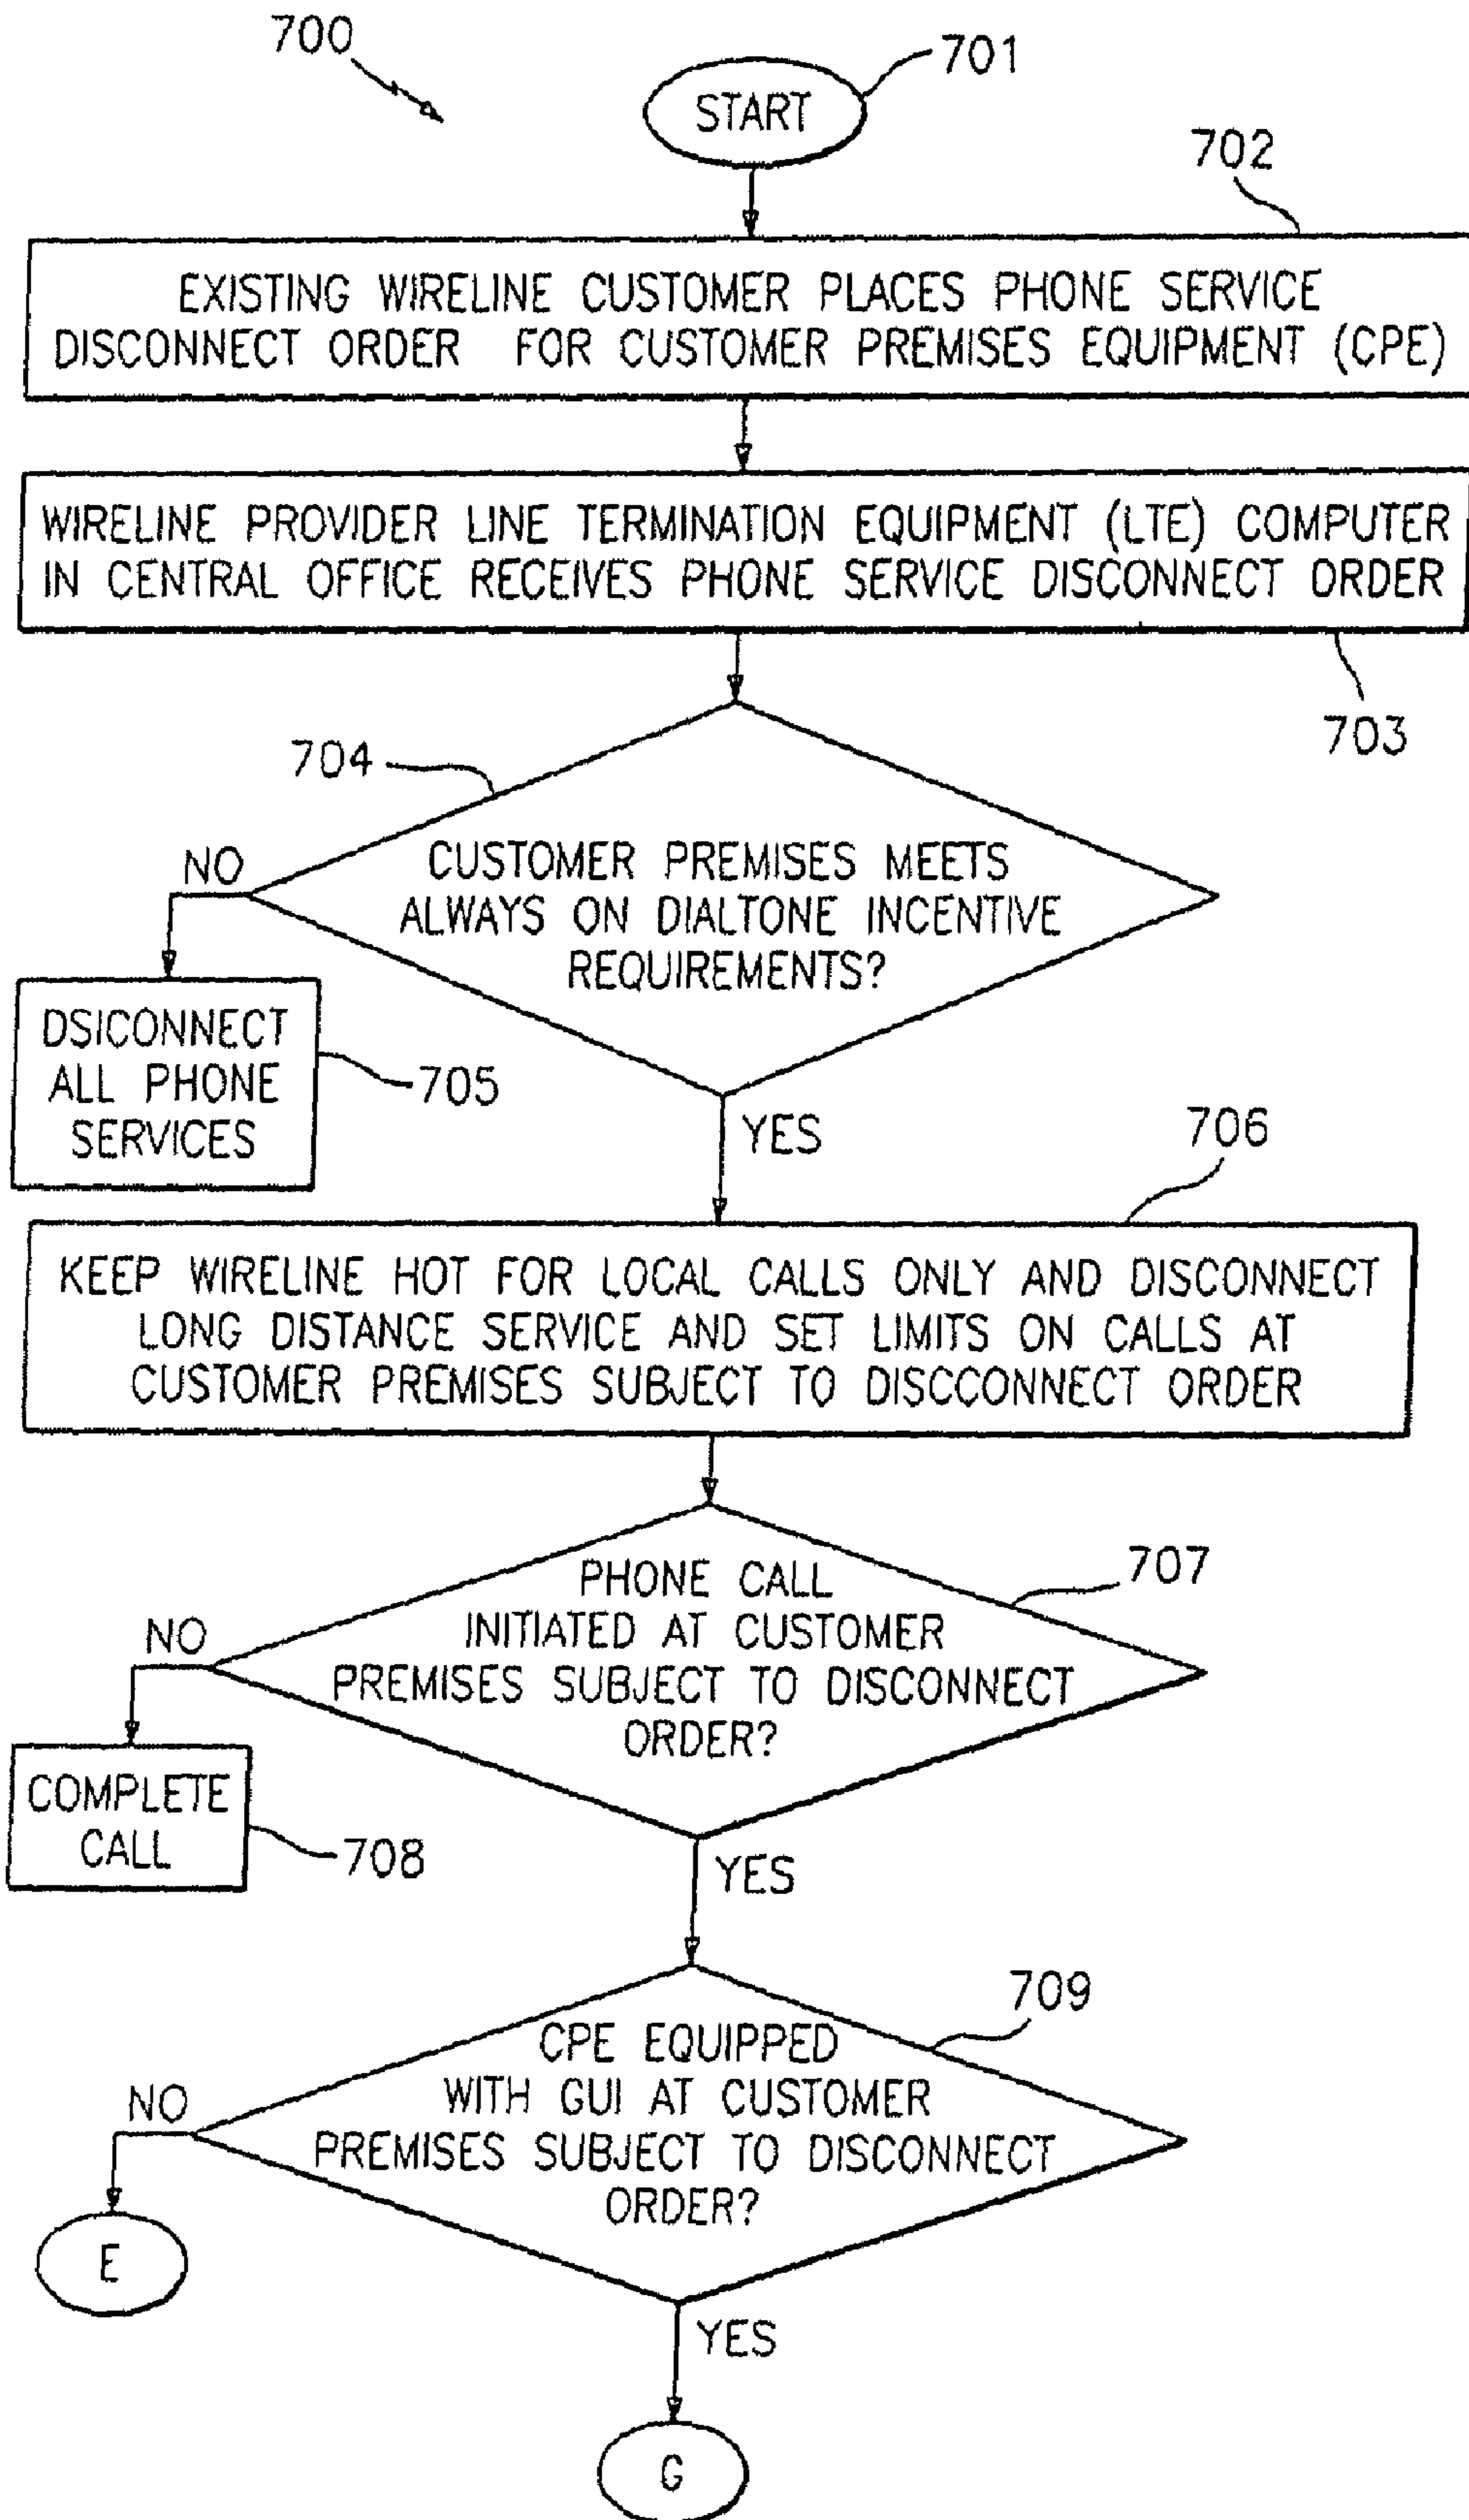 700
701
START
702
EXISTING WIRELINE CUSTOMER PLACES PHONE SERVICE
DISCONNECT ORDER FOR CUSTOMER PREMISES EQUIPMENT (CPE)
WIRELINE PROVIDER LINE TERMINATION EQUIPMENT (LTE) COMPUTER
IN CENTRAL OFFICE RECEIVES PHONE SERVICE DISCONNECT ORDER
703
704
CUSTOMER PREMISES MEETS
ALWAYS ON DIALTONE INCENTIVE
REQUIREMENTS?
NO
DSICONNECT
ALL PHONE
SERVICES
705
YES
706
KEEP WIRELINE HOT FOR LOCAL CALLS ONLY AND DISCONNECT
LONG DISTANCE SERVICE AND SET LIMITS ON CALLS AT
CUSTOMER PREMISES SUBJECT TO DISCCONNECT ORDER
707
PHONE CALL
INITIATED AT CUSTOMER
PREMISES SUBJECT TO DISCONNECT
ORDER?
NO
COMPLETE
CALL
708
YES
709
CPE EQUIPPED
WITH GUI AT CUSTOMER
PREMISES SUBJECT TO DISCONNECT
ORDER?
NO
E
YES
G